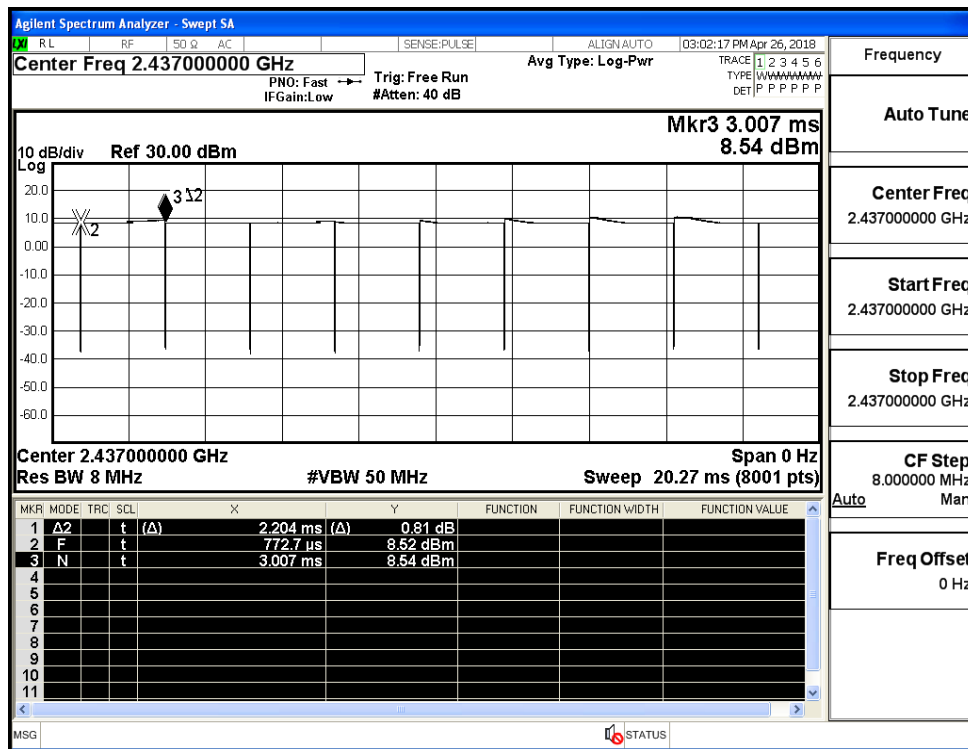 Agilent Spectrum Analyzer - Swept SA
LXI RL RF 50 Ω AC SENSE:PULSE ALIGN AUTO 03:02:17 PM Apr 26, 2018
Center Freq 2.437000000 GHz
PNO: Fast
IFGain:Low
Trig: Free Run
#Atten: 40 dB
Avg Type: Log-Pwr
TRACE 1 2 3 4 5 6
TYPE WWWWWW
DET P P P P P P
Mkr3 3.007 ms
8.54 dBm
10 dB/div Ref 30.00 dBm
Log
20.0
10.0
0.00
-10.0
-20.0
-30.0
-40.0
-50.0
-60.0
2
3 1Δ2
Center 2.437000000 GHz Span 0 Hz
Res BW 8 MHz #VBW 50 MHz Sweep 20.27 ms (8001 pts)
MKR MODE TRC SCL X Y FUNCTION FUNCTION WIDTH FUNCTION VALUE
1 Δ2 t (Δ) 2.204 ms (Δ) 0.81 dB
2 F t 772.7 µs 8.52 dBm
3 N t 3.007 ms 8.54 dBm
4
5
6
7
8
9
10
11
MSG STATUS
Frequency
Auto Tune
Center Freq
2.437000000 GHz
Start Freq
2.437000000 GHz
Stop Freq
2.437000000 GHz
CF Step
8.000000 MHz
Auto Man
Freq Offset
0 Hz